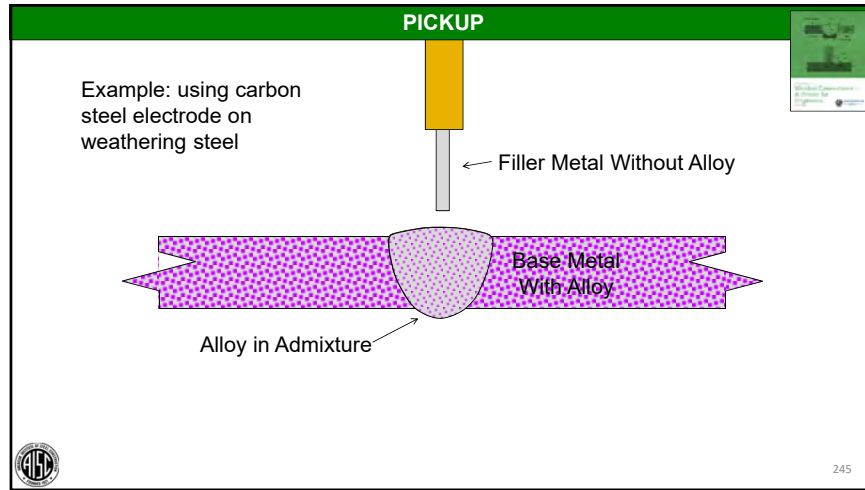 PICKUP
Example: using carbon
steel electrode on
weathering steel
Filler Metal Without Alloy
Base Metal
With Alloy
Alloy in Admixture
AISC
245